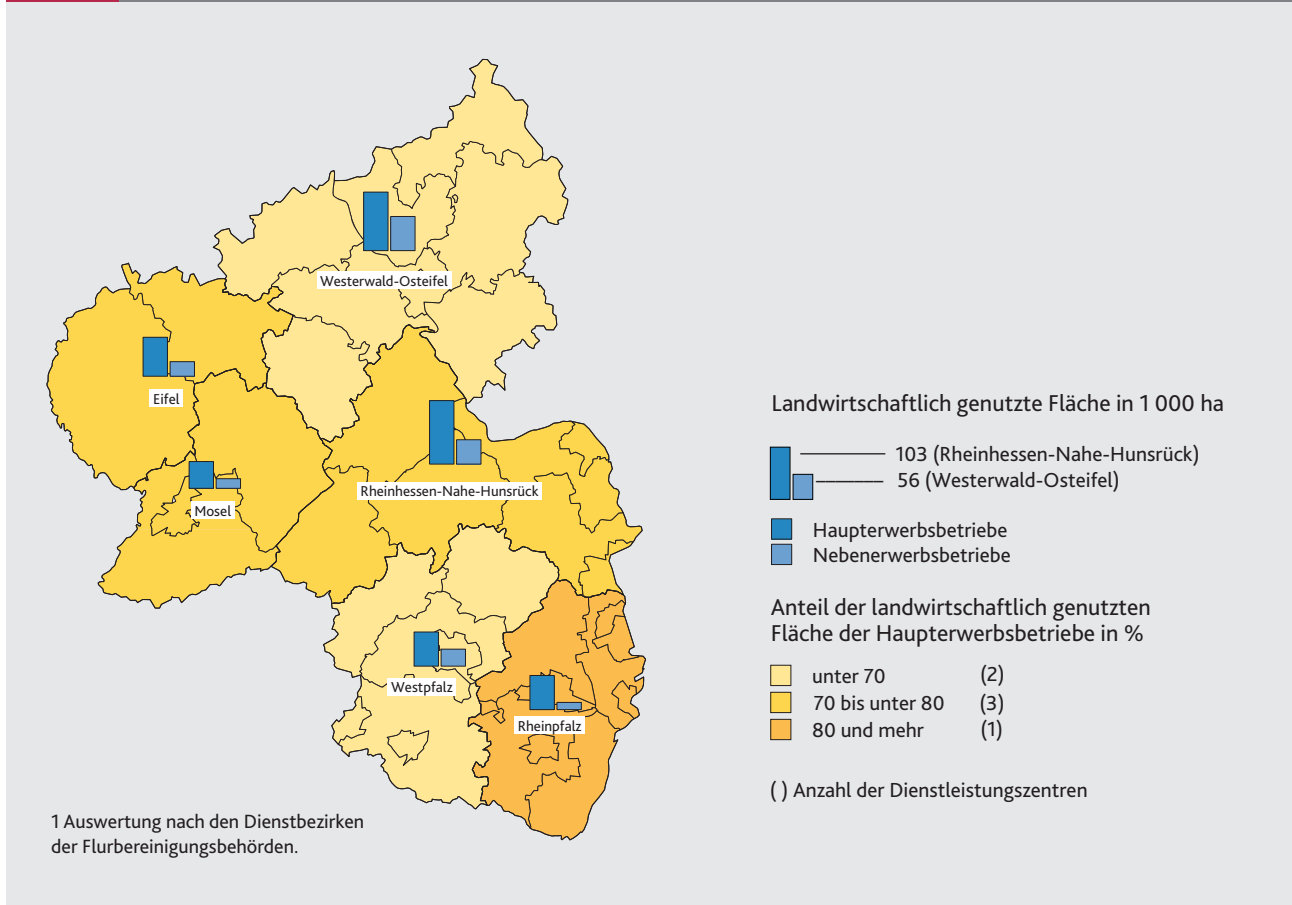 Westerwald-Osteifel
Eifel
Mosel
Rheinhessen-Nahe-Hunsrück
Westpfalz
Rheinpfalz
Landwirtschaftlich genutzte Fläche in 1 000 ha
103 (Rheinhessen-Nahe-Hunsrück)
56 (Westerwald-Osteifel)
Haupterwerbsbetriebe
Nebenerwerbsbetriebe
Anteil der landwirtschaftlich genutzten
Fläche der Haupterwerbsbetriebe in %
unter 70 (2)
70 bis unter 80 (3)
80 und mehr (1)
( ) Anzahl der Dienstleistungszentren
1 Auswertung nach den Dienstbezirken
der Flurbereinigungsbehörden.